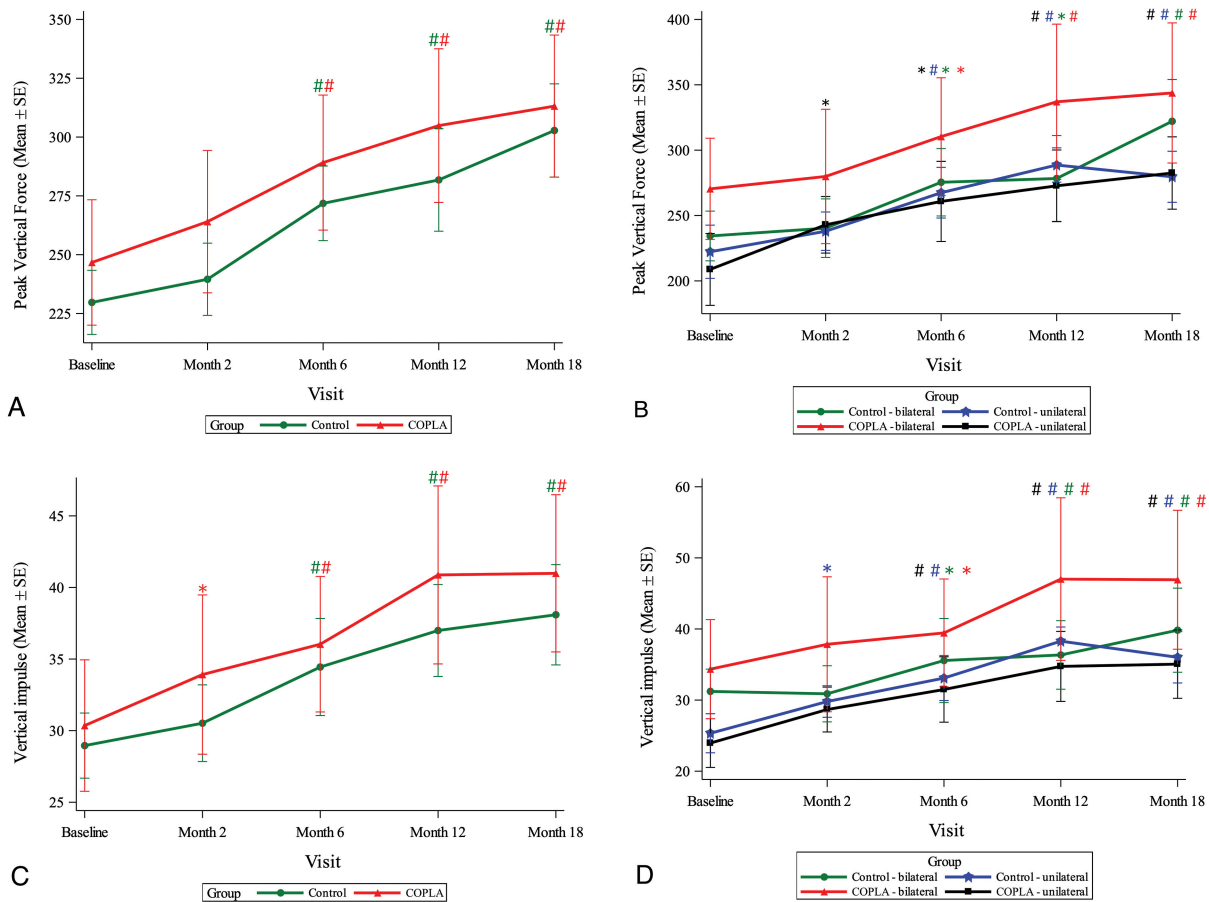 350
325
300
275
250
225
Peak Vertical Force (Mean ± SE)
## ## ##
Baseline Month 2 Month 6 Month 12 Month 18
Visit
A
Group Control COPLA
400
350
300
250
200
Peak Vertical Force (Mean ± SE)
*
* # * *
# # * #
# # # #
Baseline Month 2 Month 6 Month 12 Month 18
Visit
B
Group
Control - bilateral Control - unilateral
COPLA - bilateral COPLA - unilateral
45
40
35
30
25
Vertical impulse (Mean ± SE)
* ## ## ##
Baseline Month 2 Month 6 Month 12 Month 18
Visit
C
Group Control COPLA
60
50
40
30
20
Vertical impulse (Mean ± SE)
*
# # * *
# # # #
# # # #
Baseline Month 2 Month 6 Month 12 Month 18
Visit
D
Group
Control - bilateral Control - unilateral
COPLA - bilateral COPLA - unilateral